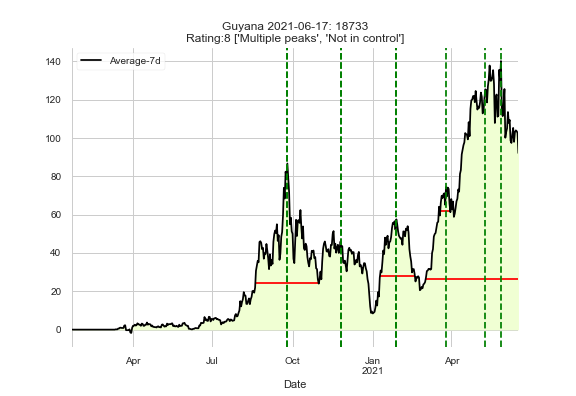 Guyana 2021-06-17: 18733
Rating:8 ['Multiple peaks', 'Not in control']
Average-7d
140
120
100
80
60
40
20
0
Apr
Jul
Oct
Jan
2021
Apr
Date